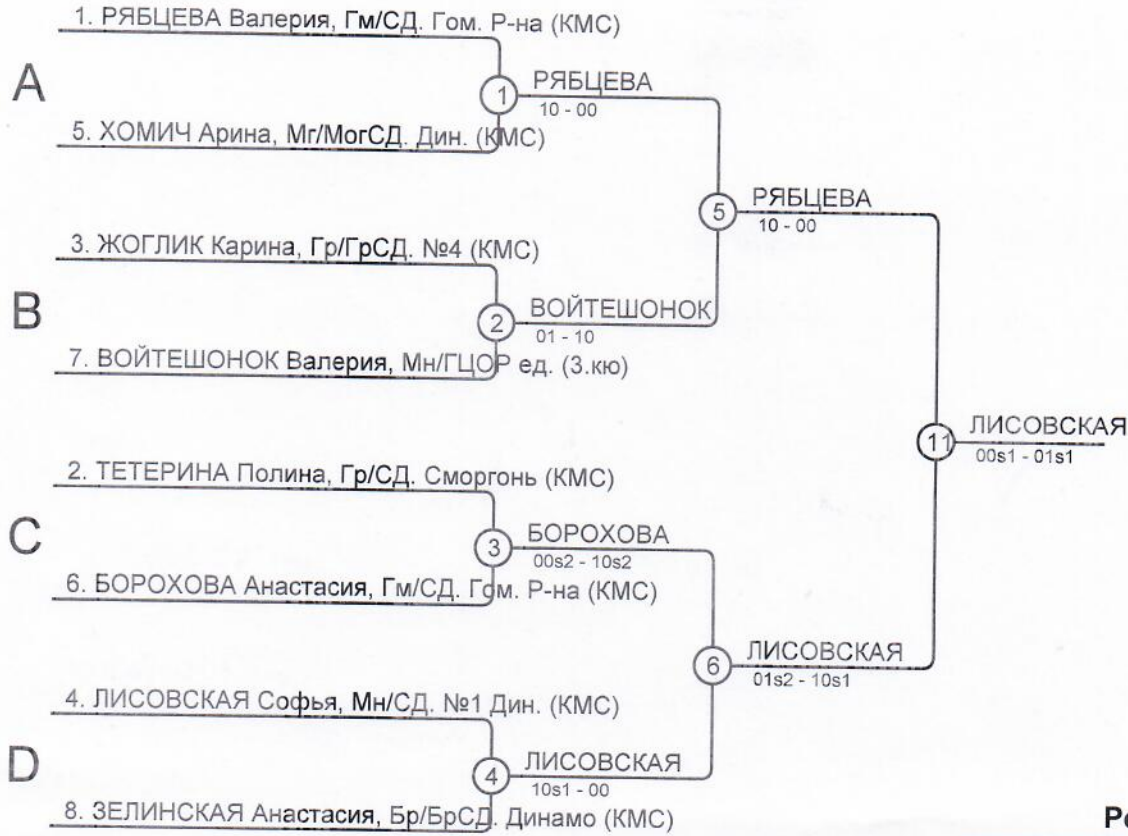 1. РЯБЦЕВА Валерия, Гм/СД. Гом. Р-на (КМС)
A
1
РЯБЦЕВА
10 - 00
5. ХОМИЧ Арина, Мг/МогСД. Дин. (КМС)
5
РЯБЦЕВА
10 - 00
3. ЖОГЛИК Карина, Гр/ГрСД. №4 (КМС)
B
2
ВОЙТЕШОНОК
01 - 10
7. ВОЙТЕШОНОК Валерия, Мн/ГЦОР ед. (3.кю)
11
ЛИСОВСКАЯ
00s1 - 01s1
2. ТЕТЕРИНА Полина, Гр/СД. Сморгонь (КМС)
C
3
БОРОХОВА
00s2 - 10s2
6. БОРОХОВА Анастасия, Гм/СД. Гом. Р-на (КМС)
6
ЛИСОВСКАЯ
01s2 - 10s1
4. ЛИСОВСКАЯ Софья, Мн/СД. №1 Дин. (КМС)
D
4
ЛИСОВСКАЯ
10s1 - 00
8. ЗЕЛИНСКАЯ Анастасия, Бр/БрСД. Динамо (КМС)